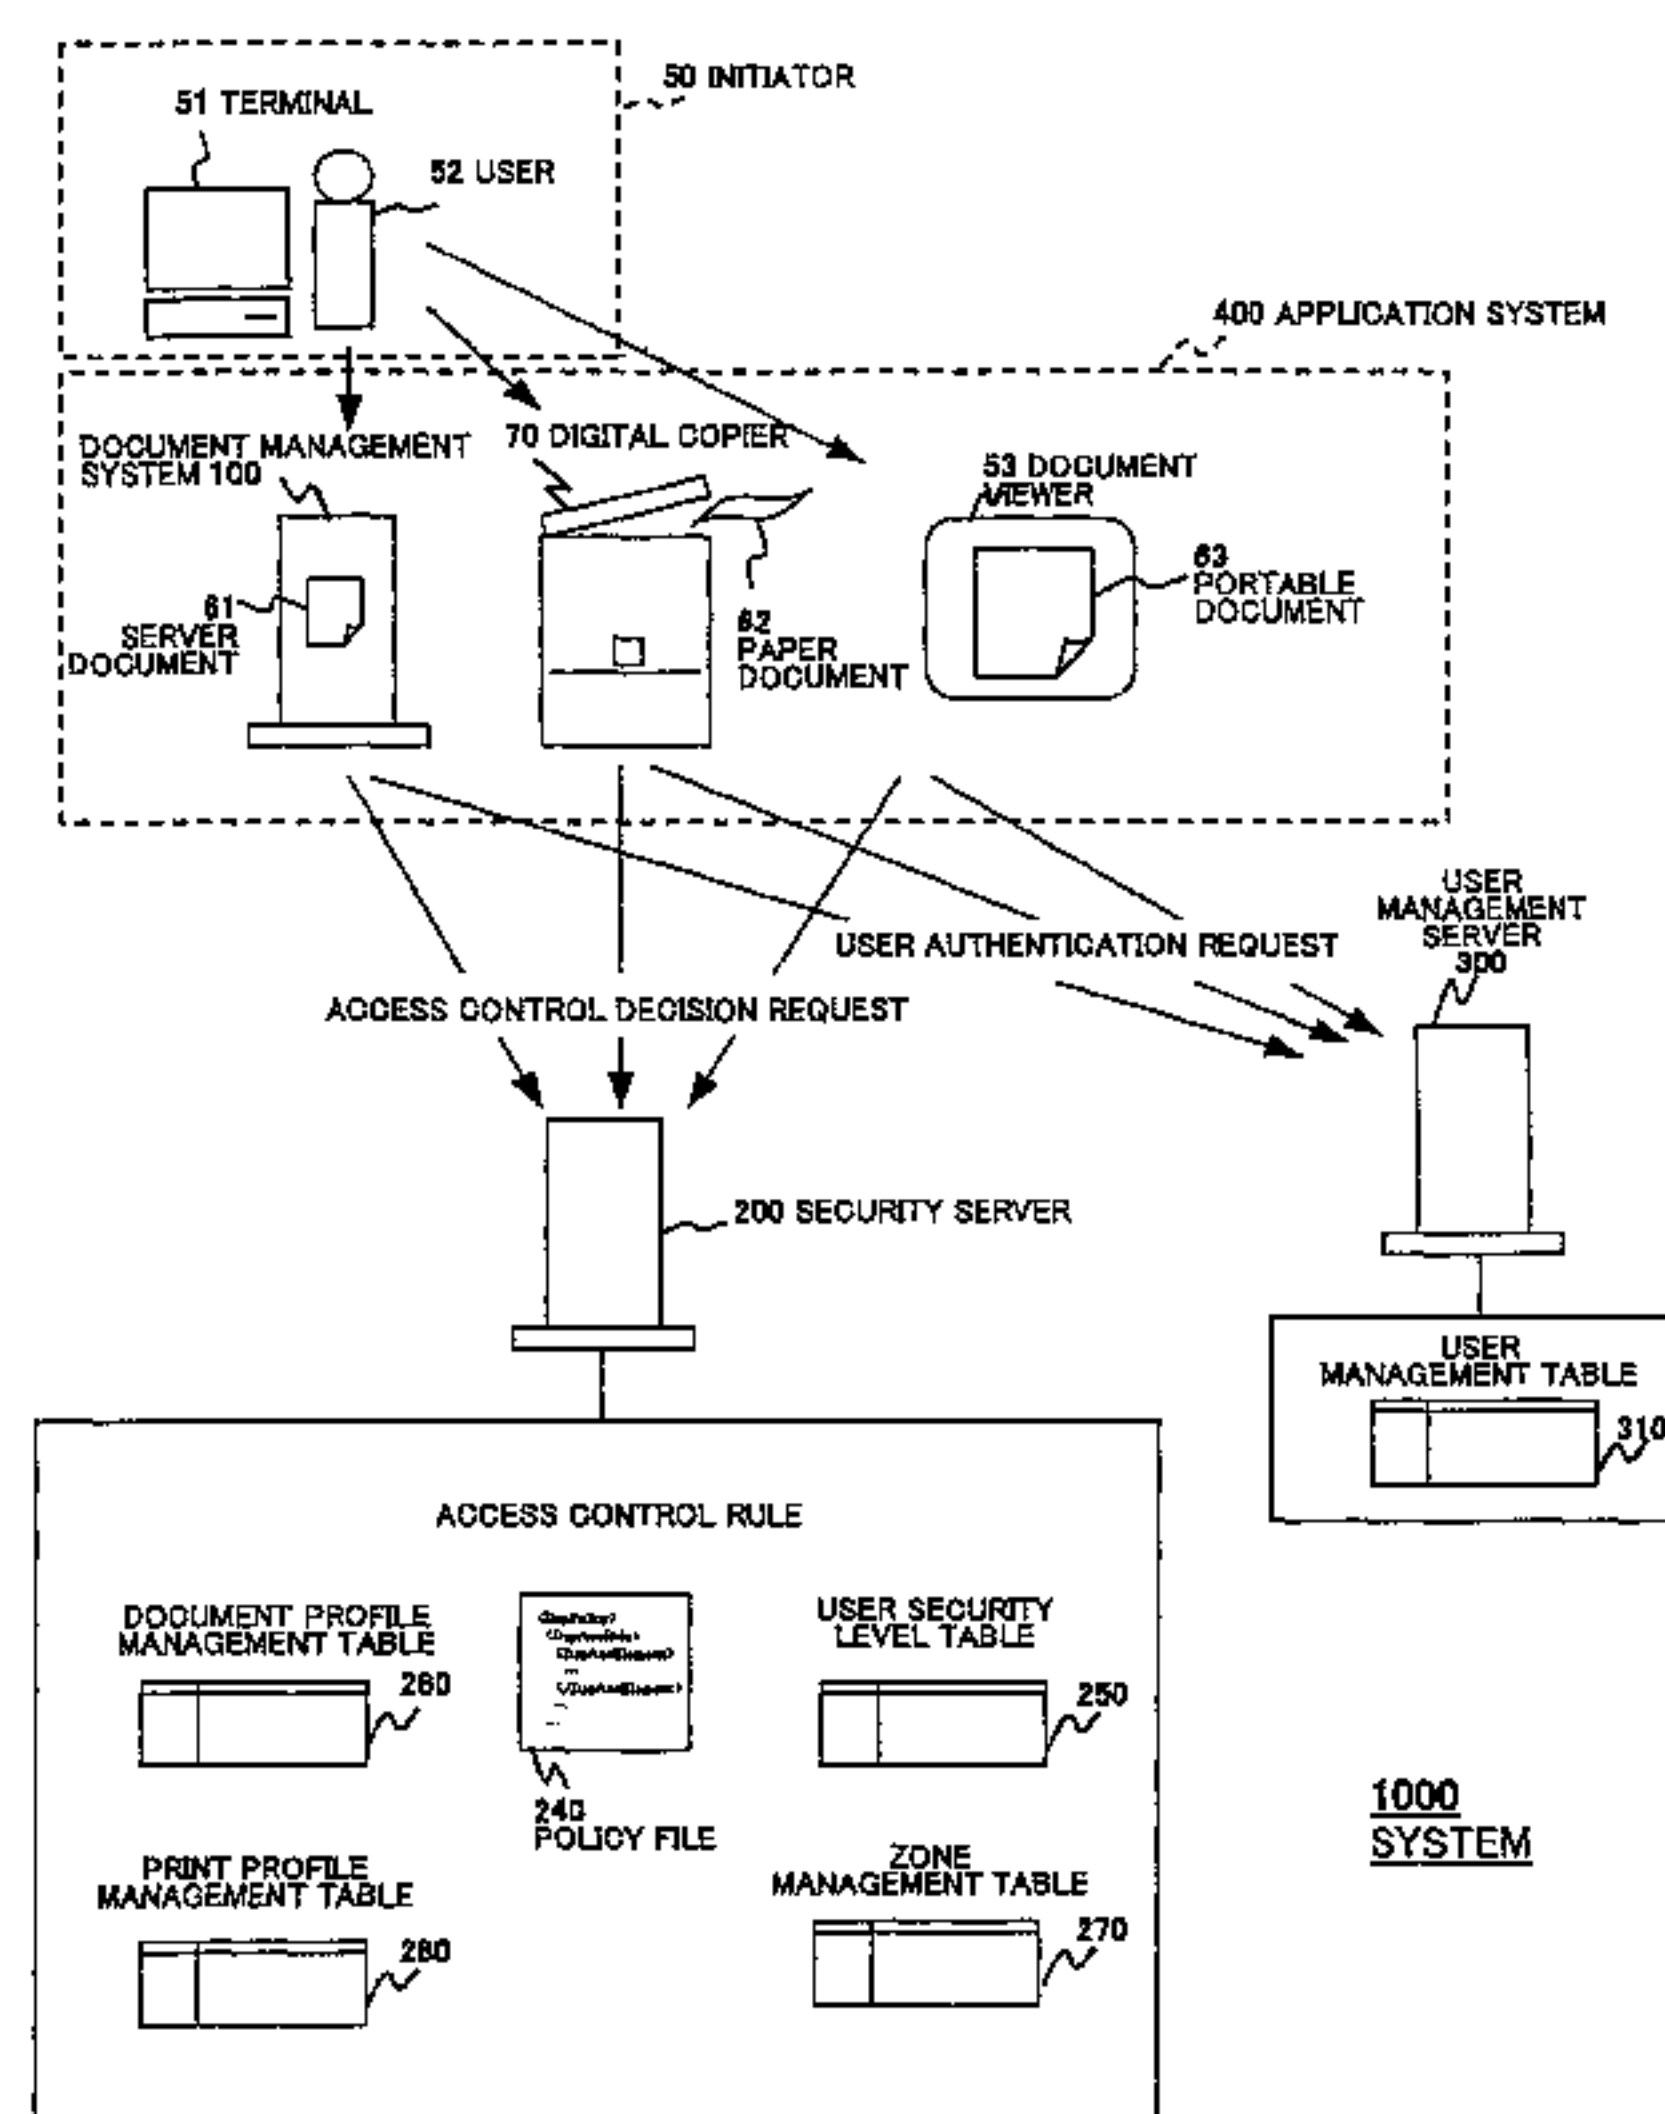 50 INITIATOR
51 TERMINAL
52 USER
400 APPLICATION SYSTEM
DOCUMENT MANAGEMENT
SYSTEM 100
70 DIGITAL COPIER
53 DOCUMENT
VIEWER
61
SERVER
DOCUMENT
62
PAPER
DOCUMENT
63
PORTABLE
DOCUMENT
USER
MANAGEMENT
SERVER
300
USER AUTHENTICATION REQUEST
ACCESS CONTROL DECISION REQUEST
200 SECURITY SERVER
USER
MANAGEMENT TABLE
310
ACCESS CONTROL RULE
DOCUMENT PROFILE
MANAGEMENT TABLE
260
240
POLICY FILE
USER SECURITY
LEVEL TABLE
250
PRINT PROFILE
MANAGEMENT TABLE
280
ZONE
MANAGEMENT TABLE
270
1000
SYSTEM